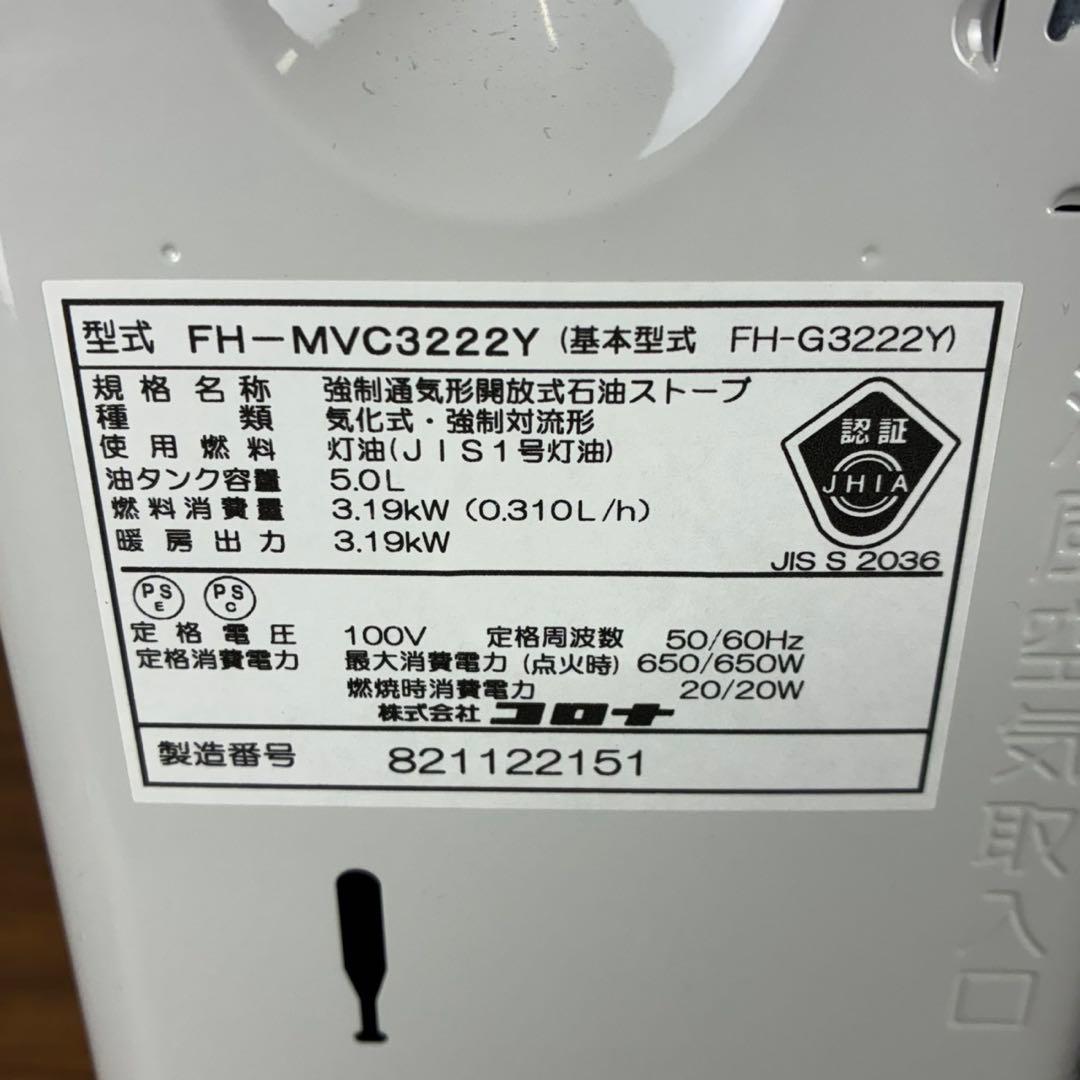 型式 FH-MVC3222Y (基本型式 FH-G3222Y)
規格名称 強制通気形開放式石油ストーブ
種類 気化式・強制対流形
使用燃料 灯油(JIS1号灯油)
油タンク容量 5.0L
燃料消費量 3.19kW (0.310L/h)
暖房出力 3.19kW
認証
JHIA
JIS S 2036
PS E PS C
定格電圧 100V 定格周波数 50/60Hz
定格消費電力 最大消費電力 (点火時) 650/650W
燃焼時消費電力 20/20W
株式会社 コロナ
製造番号 821122151
空気取入口